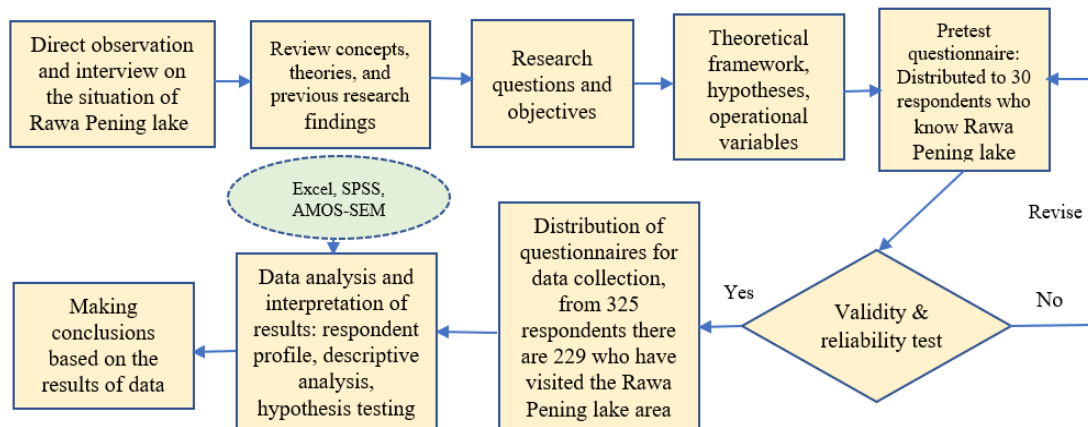 Direct observation
and interview on
the situation of
Rawa Pening lake
Review concepts,
theories, and
previous research
findings
Research
questions and
objectives
Theoretical
framework,
hypotheses,
operational
variables
Pretest
questionnaire:
Distributed to 30
respondents who
know Rawa
Pening lake
Revise
Validity &
reliability test
No
Yes
Distribution of
questionnaires for
data collection,
from 325
respondents there
are 229 who have
visited the Rawa
Pening lake area
Excel, SPSS,
AMOS-SEM
Data analysis and
interpretation of
results: respondent
profile, descriptive
analysis,
hypothesis testing
Making
conclusions
based on the
results of data